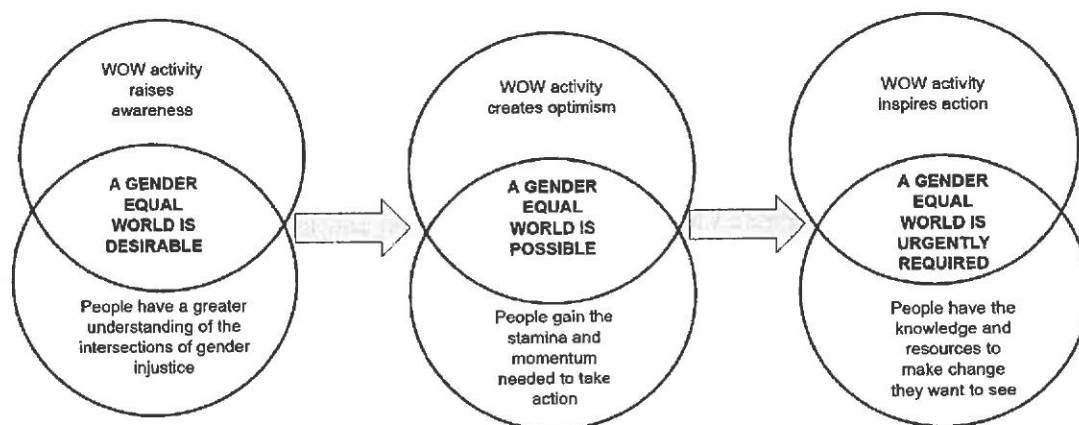 WOW activity
raises
awareness
A GENDER
EQUAL
WORLD IS
DESIRABLE
People have a greater
understanding of the
intersections of gender
injustice
WOW activity
creates optimism
A GENDER
EQUAL
WORLD IS
POSSIBLE
People gain the
stamina and
momentum
needed to take
action
WOW activity
inspires action
A GENDER
EQUAL
WORLD IS
URGENTLY
REQUIRED
People have the
knowledge and
resources to
make change
they want to see